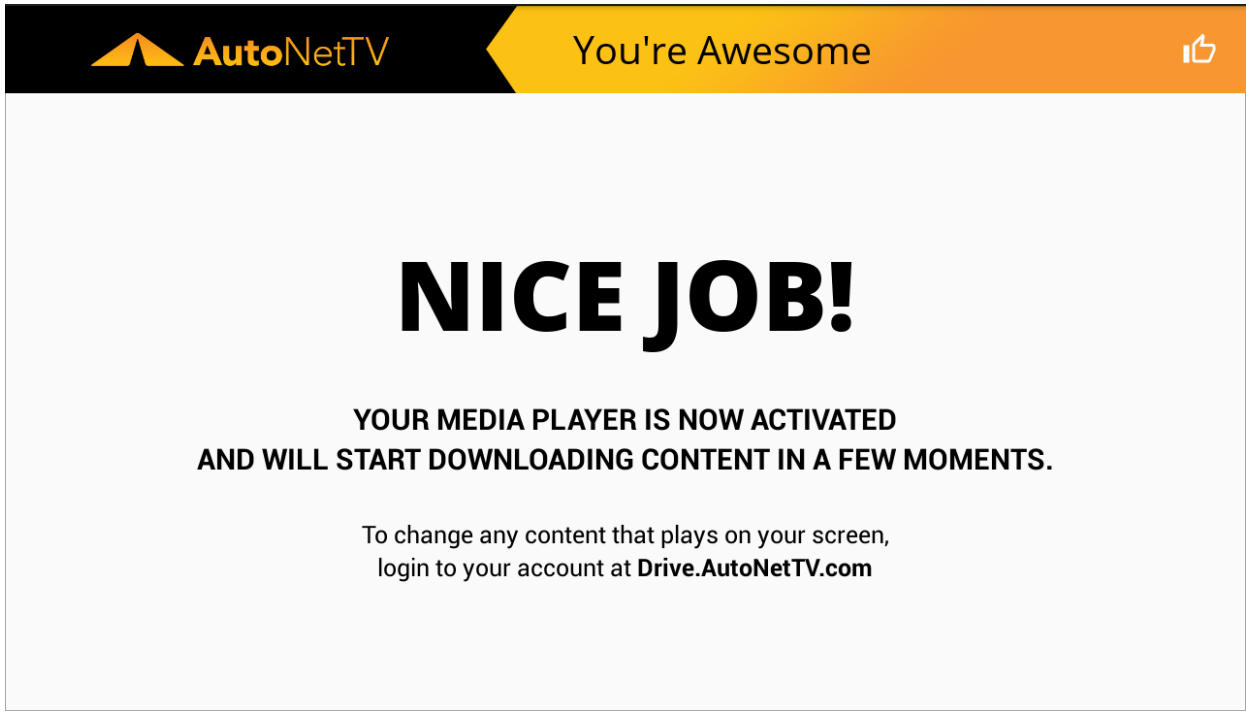 AutoNetTV
You're Awesome
NICE JOB!
YOUR MEDIA PLAYER IS NOW ACTIVATED
AND WILL START DOWNLOADING CONTENT IN A FEW MOMENTS.
To change any content that plays on your screen,
login to your account at Drive.AutoNetTV.com